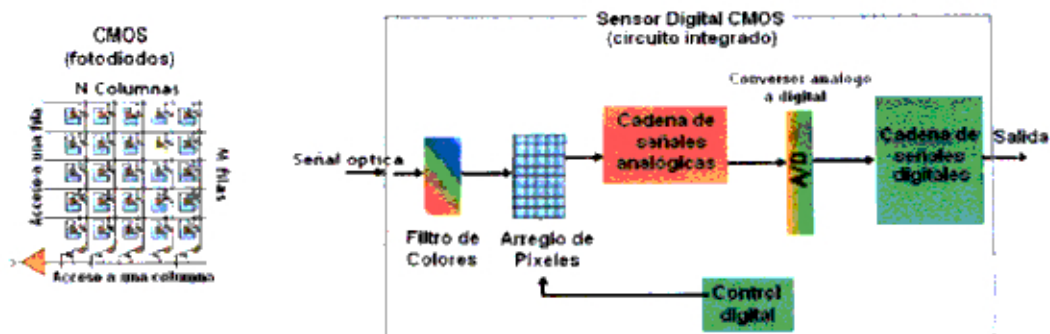 CMOS
(fotodiodos)
N Columnas
Acceso a una fila
M filas
Acceso a una columna
Sensor Digital CMOS
(circuito integrado)
Señal optica
Filtro de
Colores
Arreglo de
Píxeles
Cadena de
señales
analógicas
Conversor analogo
a digital
A/D
Cadena de
señales
digitales
Salida
Control
digital